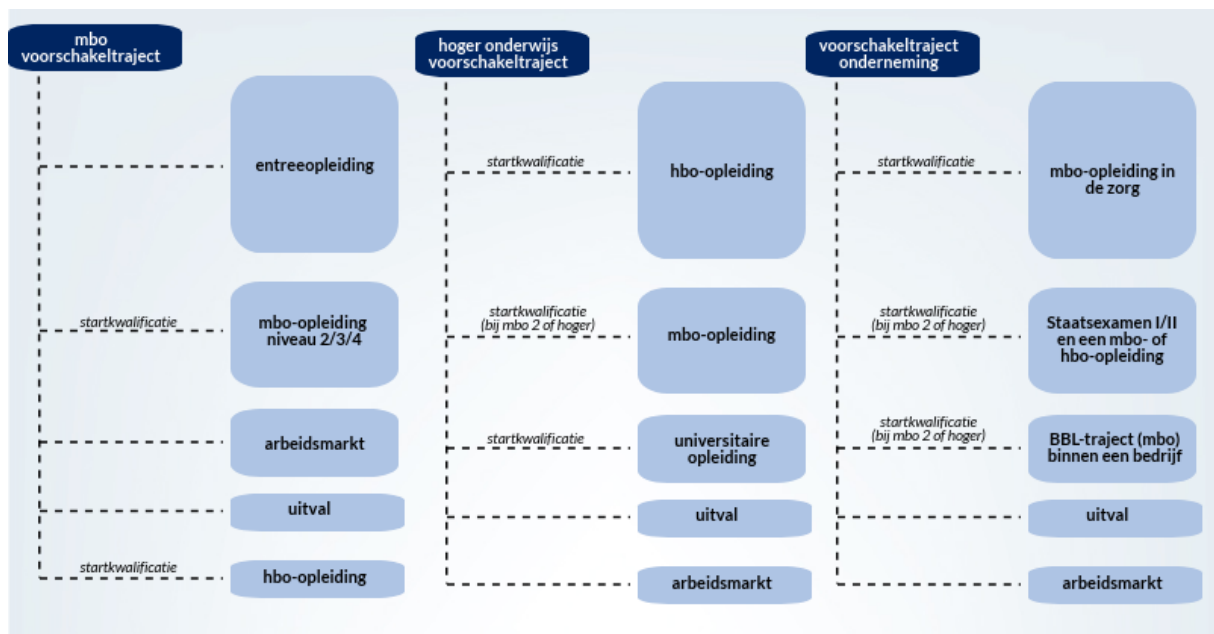 mbo
voorschakeltraject
entreeopleiding
startkwalificatie
mbo-opleiding
niveau 2/3/4
arbeidsmarkt
uitval
startkwalificatie
hbo-opleiding
hoger onderwijs
voorschakeltraject
startkwalificatie
hbo-opleiding
startkwalificatie
(bij mbo 2 of hoger)
mbo-opleiding
startkwalificatie
universitaire
opleiding
uitval
arbeidsmarkt
voorschakeltraject
onderneming
startkwalificatie
mbo-opleiding in
de zorg
startkwalificatie
(bij mbo 2 of hoger)
Staatsexamen I/II
en een mbo- of
hbo-opleiding
startkwalificatie
(bij mbo 2 of hoger)
BBL-traject (mbo)
binnen een bedrijf
uitval
arbeidsmarkt